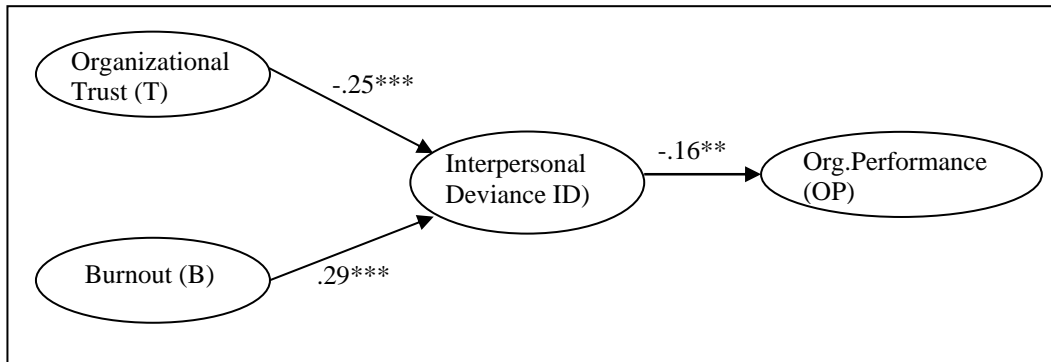 Organizational
Trust (T)
-.25***
Interpersonal
Deviance ID)
-.16**
Org.Performance
(OP)
Burnout (B)
.29***